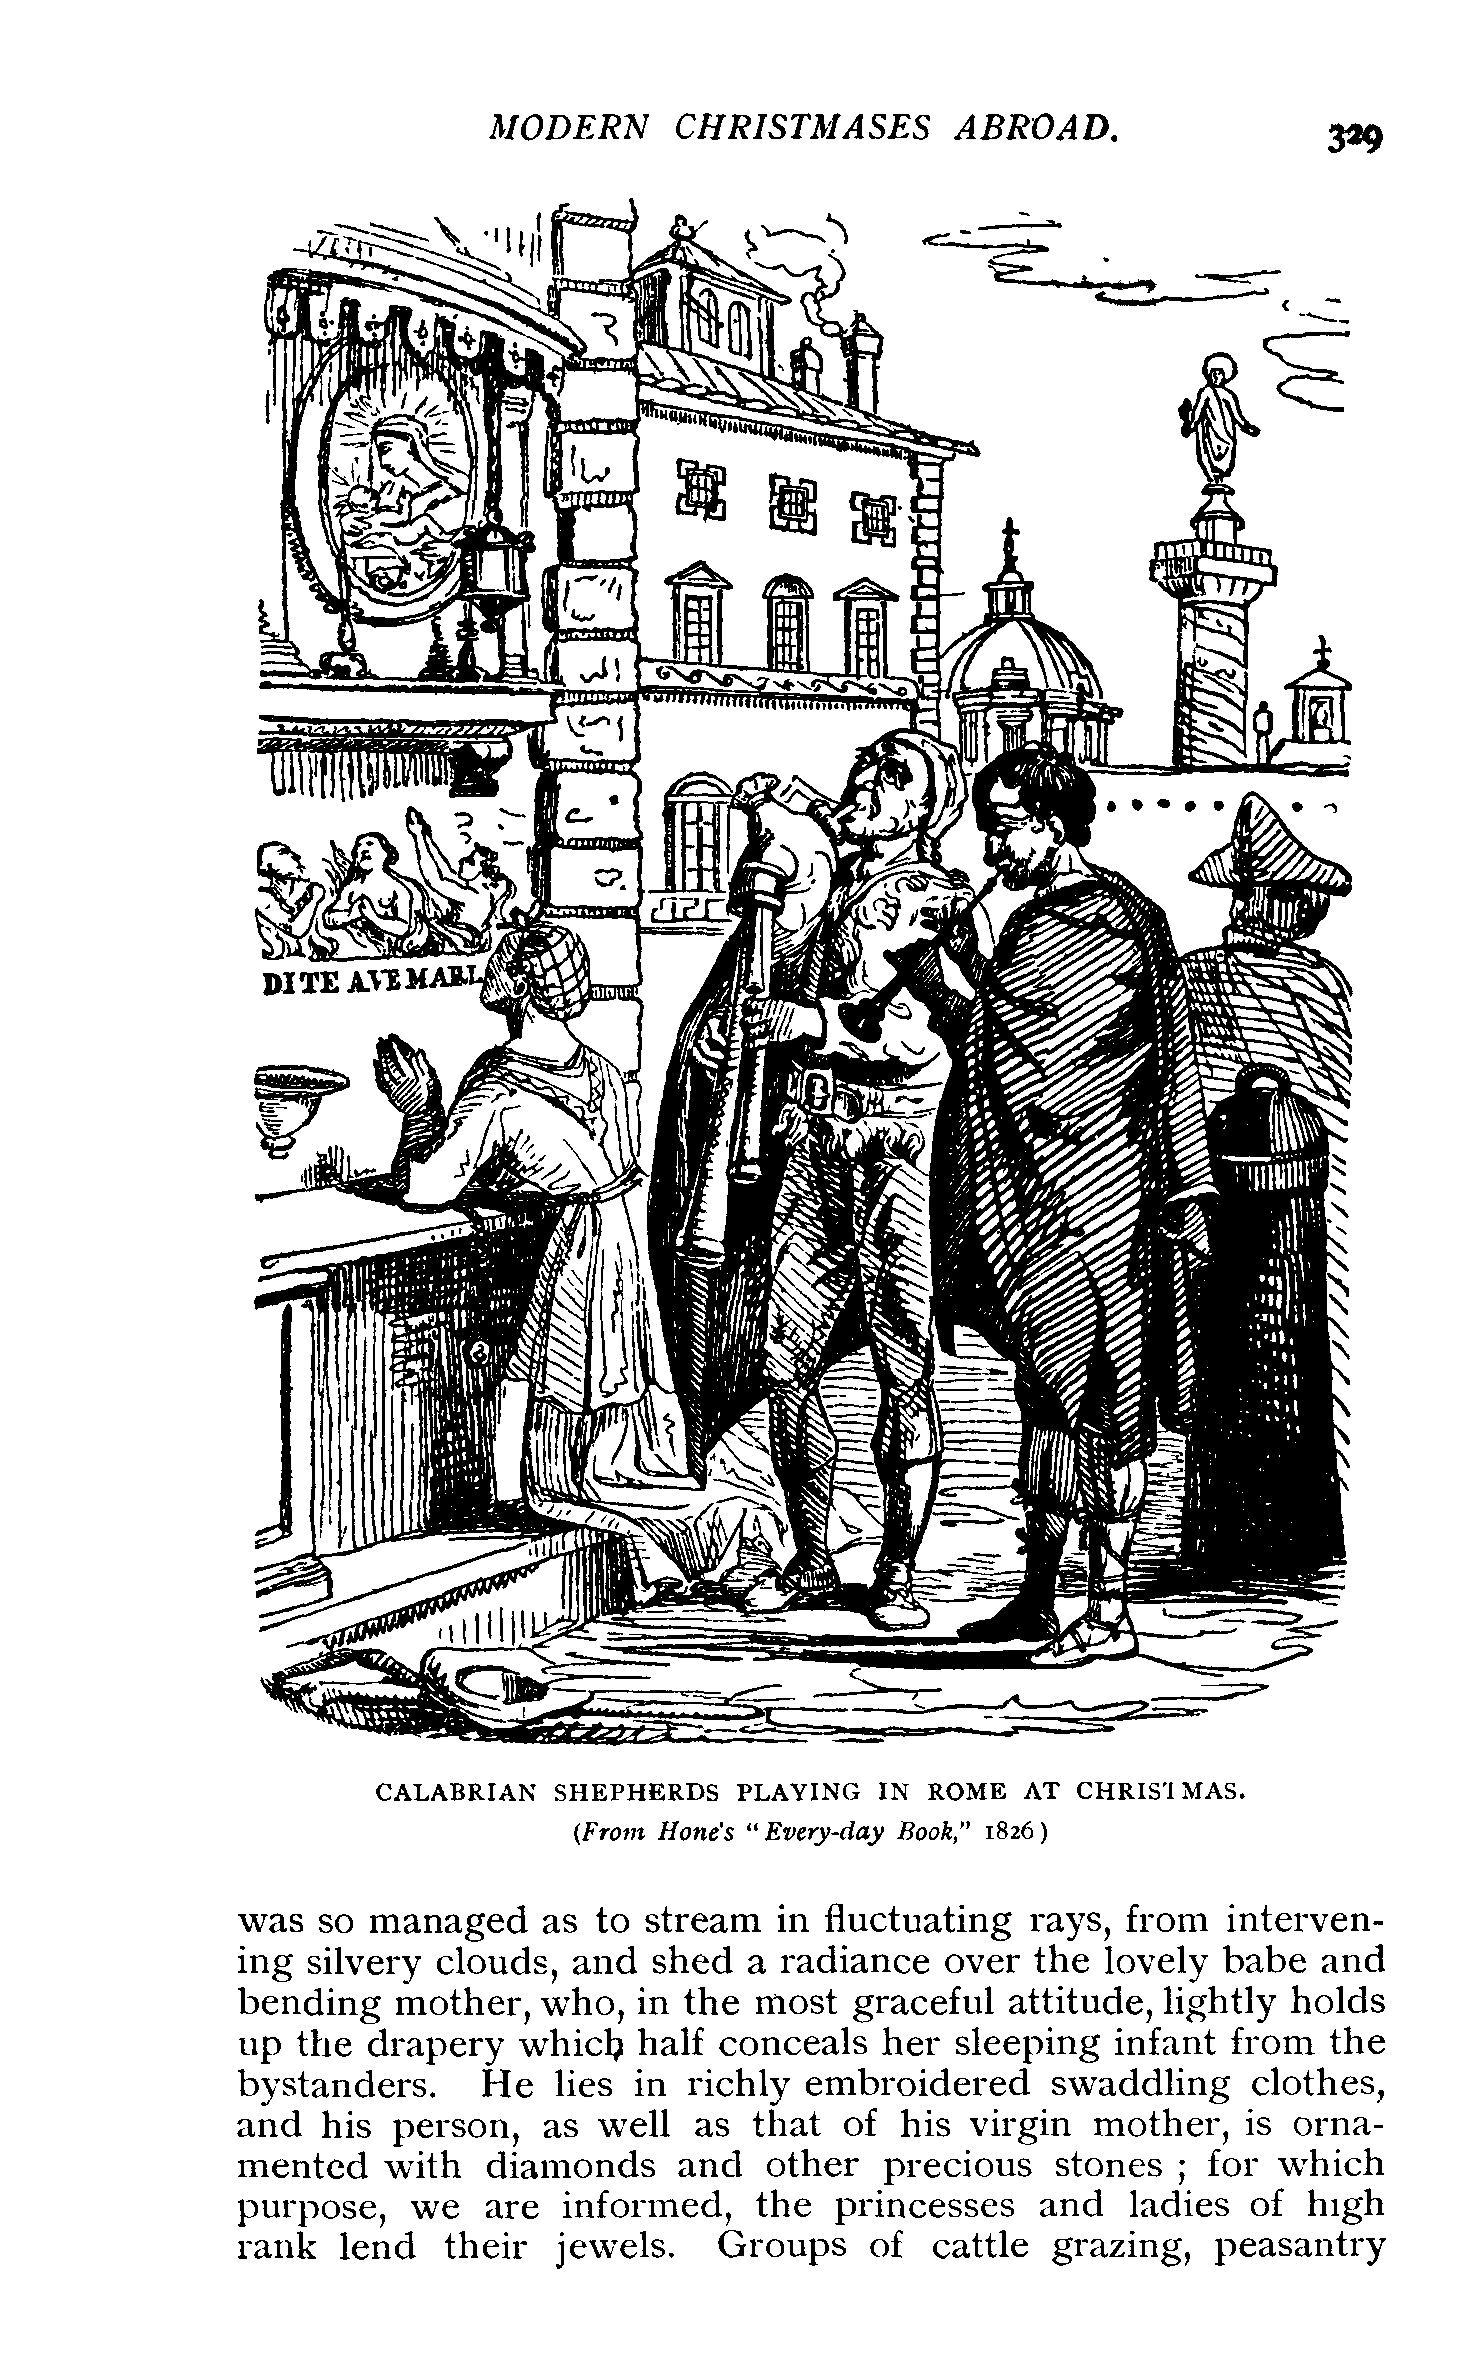 MODERN CHRISTMASES ABROAD. 329
DITE AVE MARIA
CALABRIAN SHEPHERDS PLAYING IN ROME AT CHRISTMAS.
(From Hone's "Every-day Book," 1826)
was so managed as to stream in fluctuating rays, from interven-
ing silvery clouds, and shed a radiance over the lovely babe and
bending mother, who, in the most graceful attitude, lightly holds
up the drapery which half conceals her sleeping infant from the
bystanders. He lies in richly embroidered swaddling clothes,
and his person, as well as that of his virgin mother, is orna-
mented with diamonds and other precious stones ; for which
purpose, we are informed, the princesses and ladies of high
rank lend their jewels. Groups of cattle grazing, peasantry